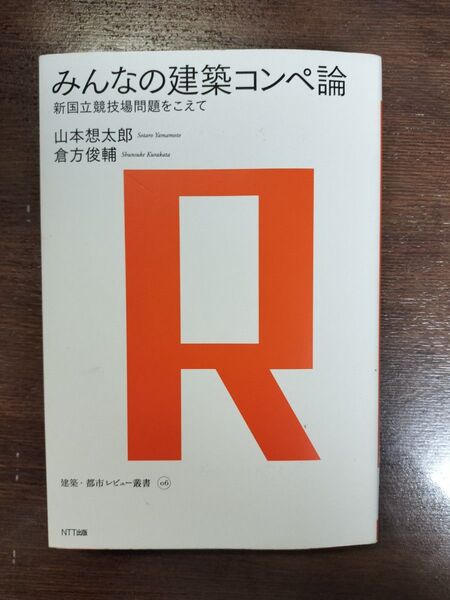 みんなの建築コンペ論
新国立競技場問題をこえて
山本想太郎 Sotaro Yamamoto
倉方俊輔 Shunsuke Kurakata
R
建築・都市レビュー叢書 06
NTT出版